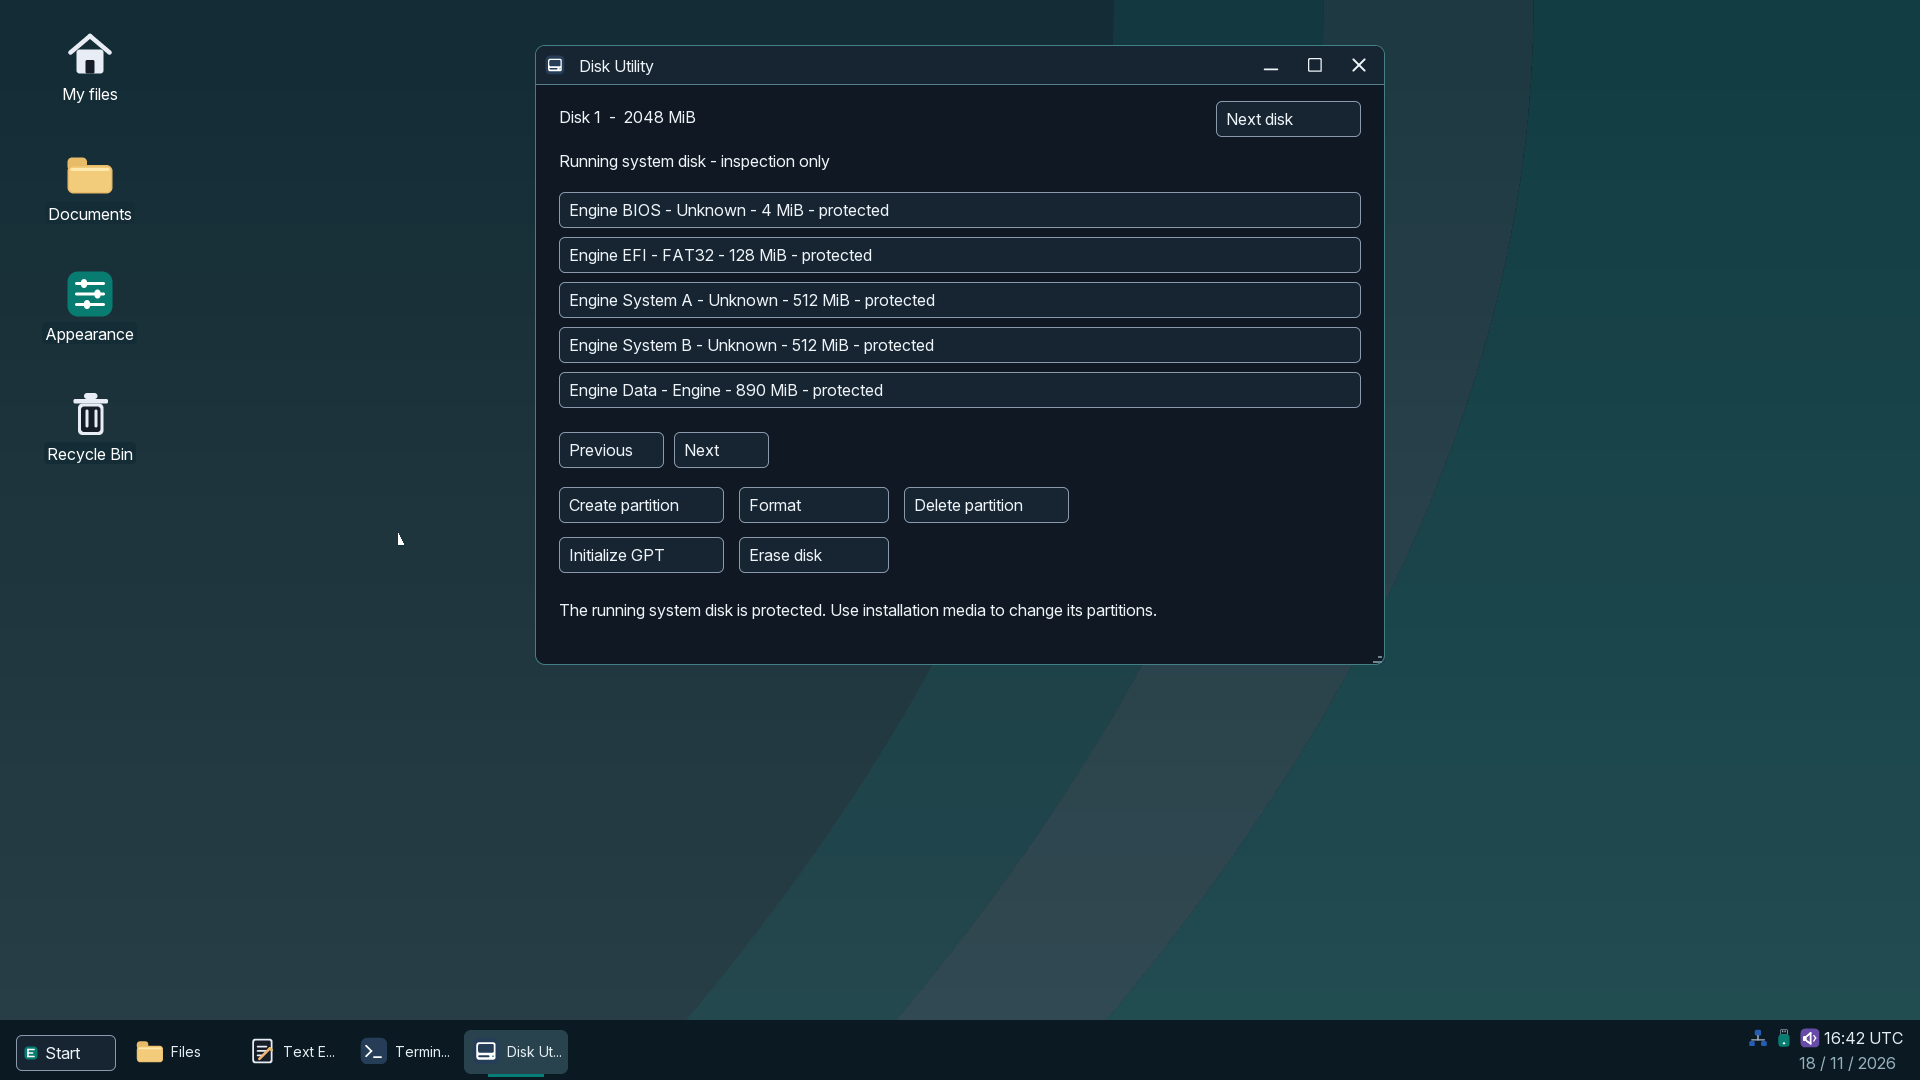 My files
Documents
Appearance
Recycle Bin
Disk Utility
Disk 1 - 2048 MiB
Next disk
Running system disk - inspection only
Engine BIOS - Unknown - 4 MiB - protected
Engine EFI - FAT32 - 128 MiB - protected
Engine System A - Unknown - 512 MiB - protected
Engine System B - Unknown - 512 MiB - protected
Engine Data - Engine - 890 MiB - protected
Previous
Next
Create partition
Format
Delete partition
Initialize GPT
Erase disk
The running system disk is protected. Use installation media to change its partitions.
E Start
Files
Text E...
Termin...
Disk Ut...
16:42 UTC
18 / 11 / 2026